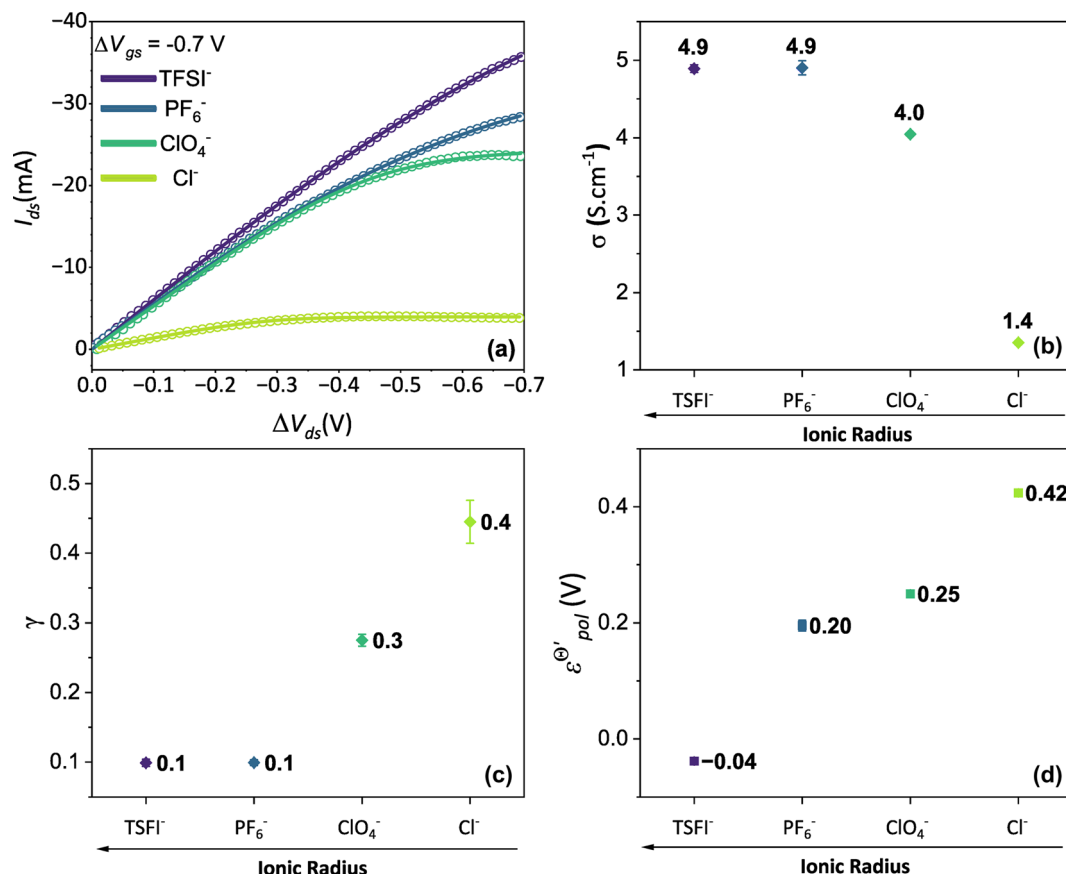 ΔV_gs = -0.7 V
TFSI⁻
PF₆⁻
ClO₄⁻
Cl⁻
I_ds(mA)
−40
−30
−20
−10
0
0.0 −0.1 −0.2 −0.3 −0.4 −0.5 −0.6 −0.7
ΔV_ds(V)
(a)
σ (S.cm⁻¹)
5
4
3
2
1
4.9 4.9 4.0 1.4
(b)
TSFI⁻ PF₆⁻ ClO₄⁻ Cl⁻
Ionic Radius
γ
0.5
0.4
0.3
0.2
0.1
0.1 0.1 0.3 0.4
(c)
TSFI⁻ PF₆⁻ ClO₄⁻ Cl⁻
Ionic Radius
ε^Θ'_pol (V)
0.4
0.2
0.0
−0.04 0.20 0.25 0.42
(d)
TSFI⁻ PF₆⁻ ClO₄⁻ Cl⁻
Ionic Radius